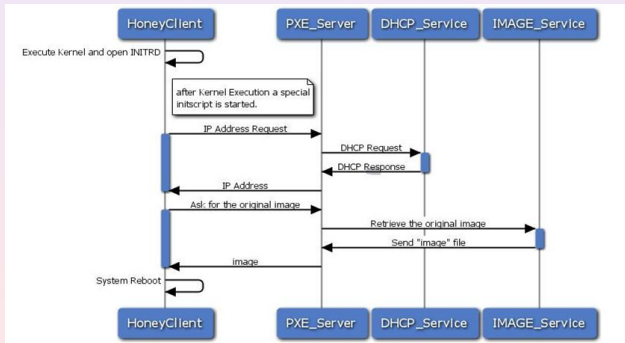 HoneyClient PXE_Server DHCP_Service IMAGE_Service
Execute Kernel and open INITRD
after Kernel Execution a special
initscript is started.
IP Address Request
DHCP Request
DHCP Response
IP Address
Ask for the original image
Retrieve the original image
Send "image" file
image
System Reboot
HoneyClient PXE_Server DHCP_Service IMAGE_Service